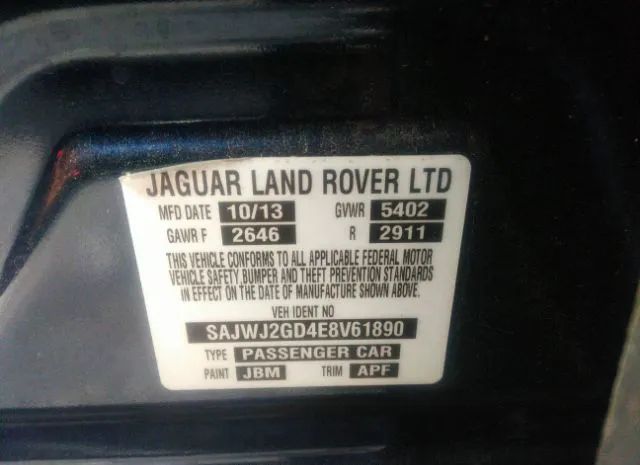 JAGUAR LAND ROVER LTD
MFD DATE 10/13 GVWR 5402
GAWR F 2646 R 2911
THIS VEHICLE CONFORMS TO ALL APPLICABLE FEDERAL MOTOR
VEHICLE SAFETY, BUMPER AND THEFT PREVENTION STANDARDS
IN EFFECT ON THE DATE OF MANUFACTURE SHOWN ABOVE.
VEH IDENT NO
SAJWJ2GD4E8V61890
TYPE PASSENGER CAR
PAINT JBM TRIM APF